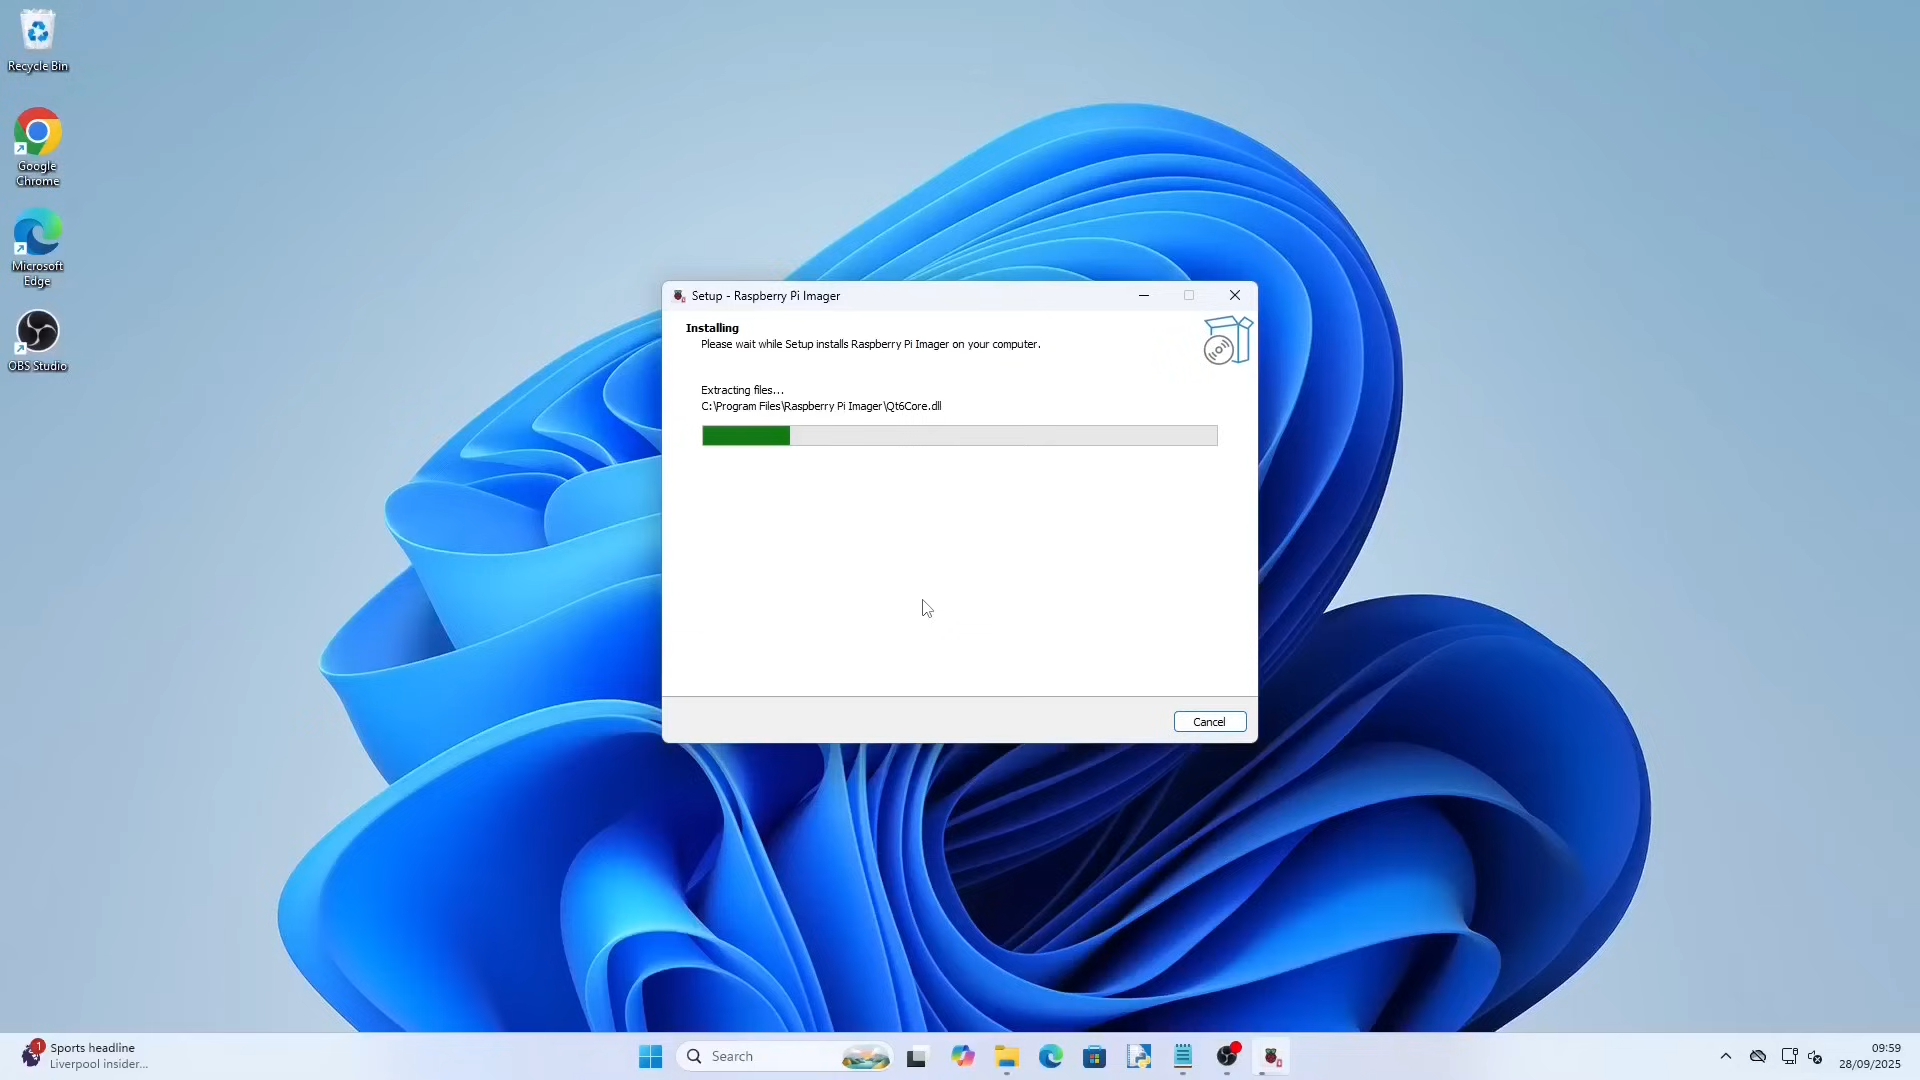 Recycle Bin
Google
Chrome
Microsoft
Edge
OBS Studio
Setup - Raspberry Pi Imager
Installing
Please wait while Setup installs Raspberry Pi Imager on your computer.
Extracting files...
C:\Program Files\Raspberry Pi Imager\Qt6Core.dll
Cancel
1
Sports headline
Liverpool insider...
Search
09:59
28/09/2025